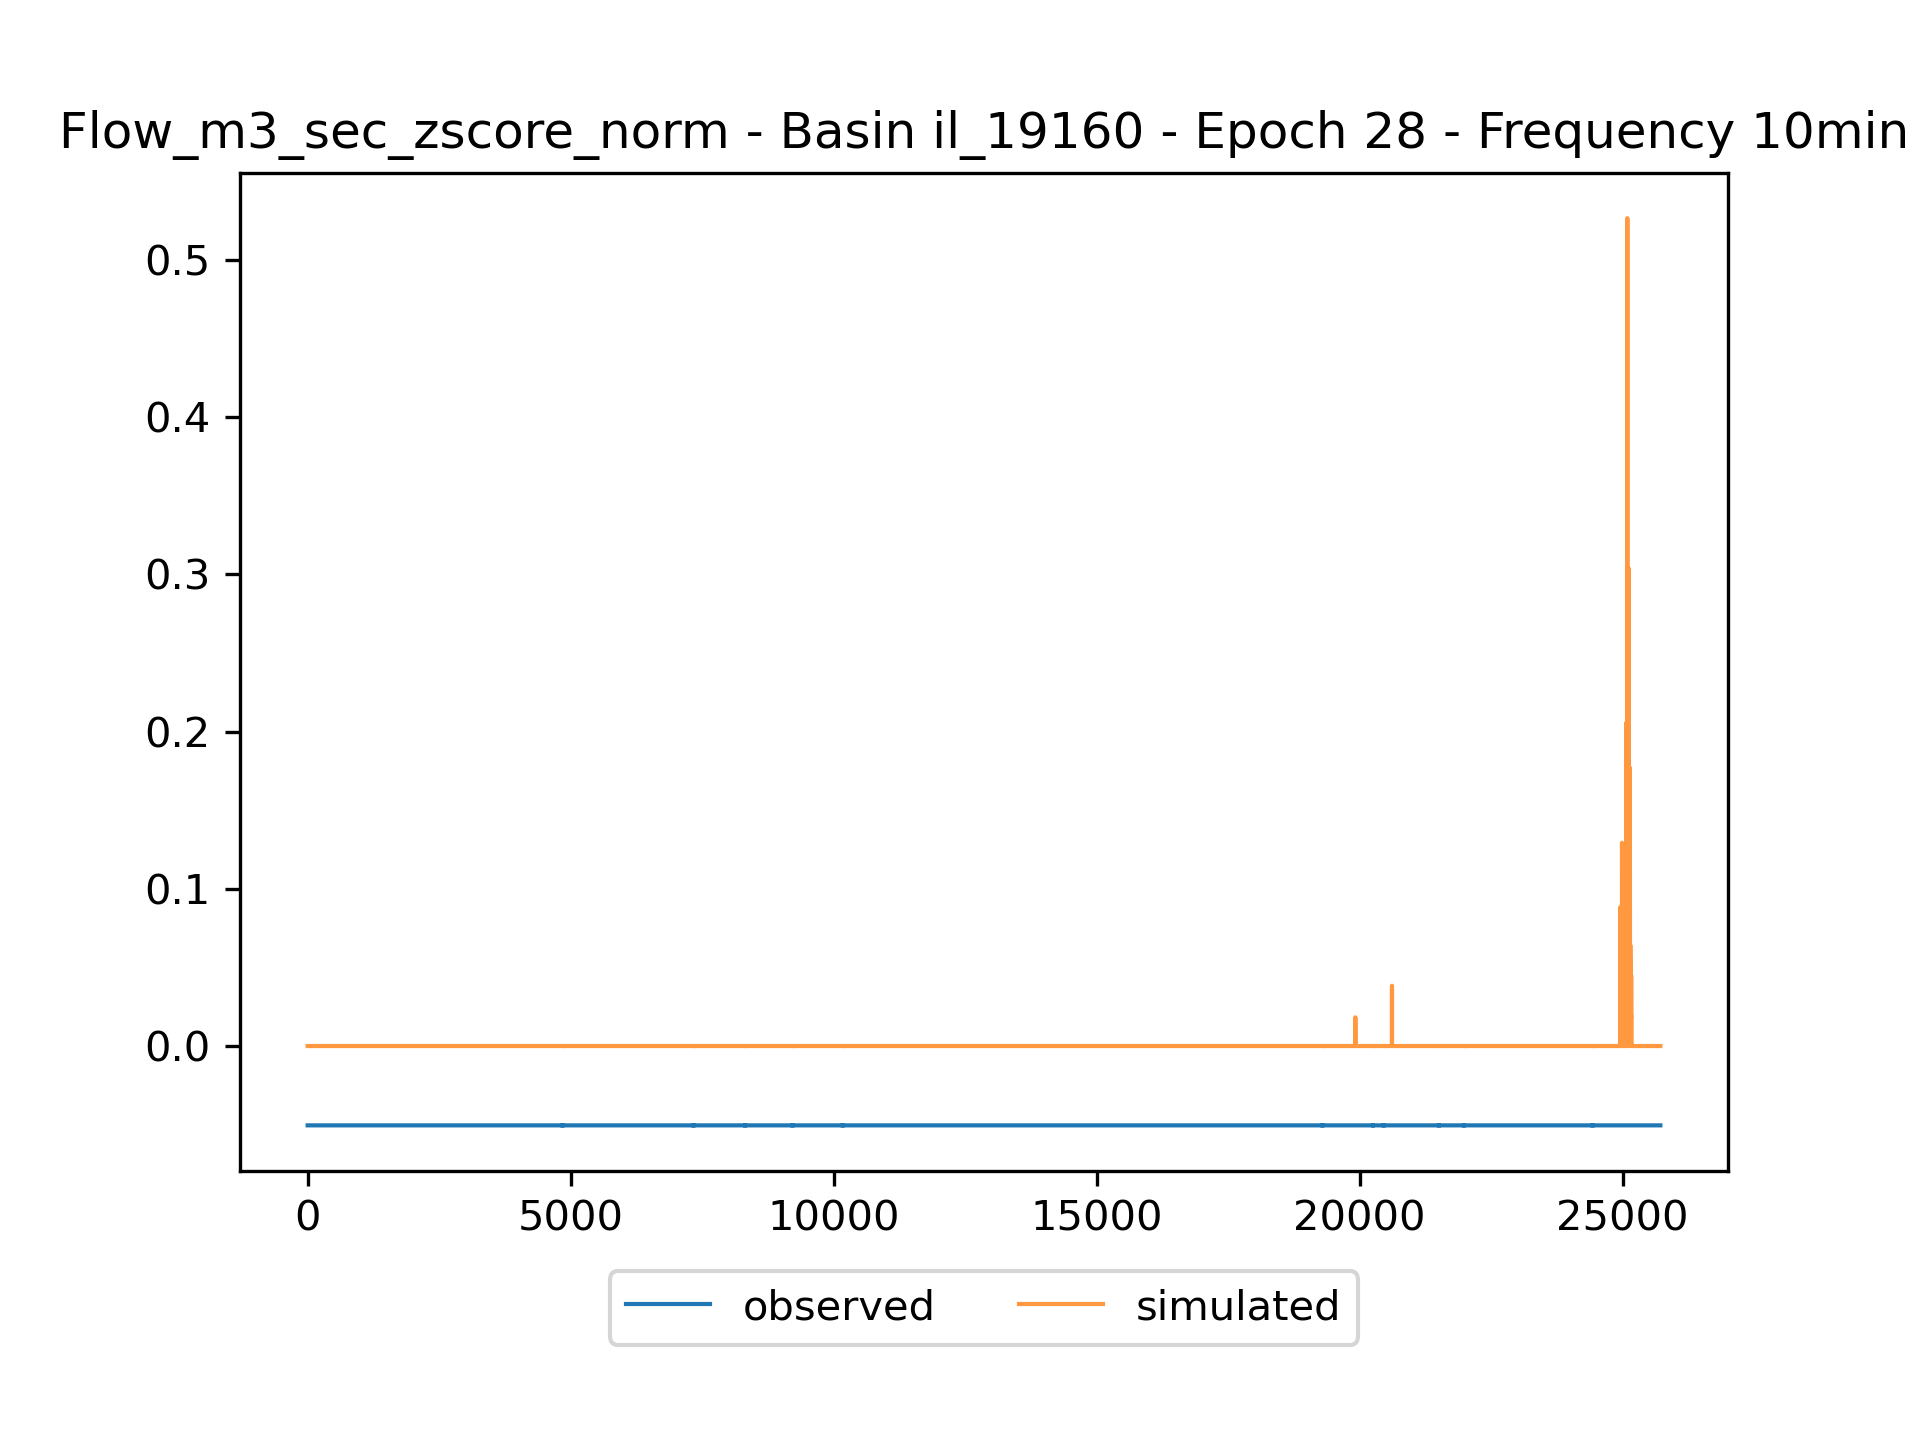 Flow_m3_sec_zscore_norm - Basin il_19160 - Epoch 28 - Frequency 10min
0.5
0.4
0.3
0.2
0.1
0.0
0 5000 10000 15000 20000 25000
observed simulated